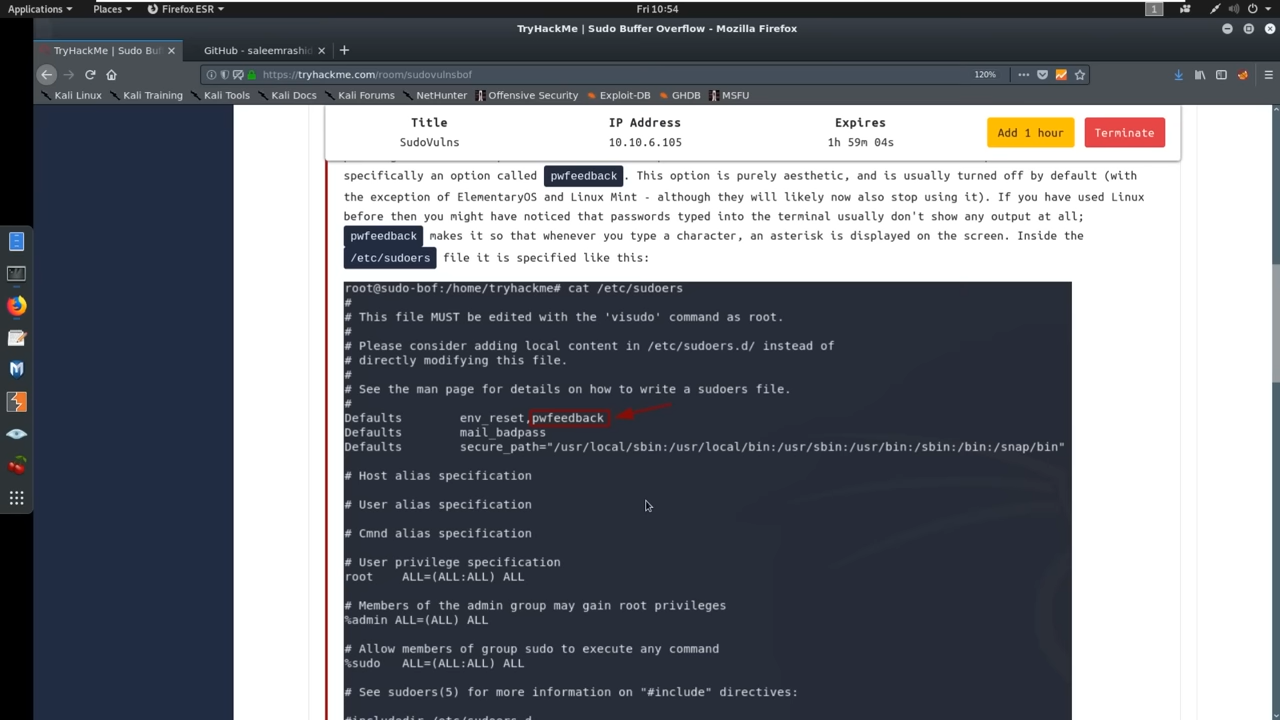 Applications
Places
Firefox ESR
Fri 10:54
1
TryHackMe | Sudo Buffer Overflow - Mozilla Firefox
TryHackMe | Sudo Buf
GitHub - saleemrashid
https://tryhackme.com/room/sudovulnsbof
120%
Kali Linux
Kali Training
Kali Tools
Kali Docs
Kali Forums
NetHunter
Offensive Security
Exploit-DB
GHDB
MSFU
Title
IP Address
Expires
SudoVulns
10.10.6.105
1h 59m 04s
Add 1 hour
Terminate
specifically an option called pwfeedback. This option is purely aesthetic, and is usually turned off by default (with
the exception of ElementaryOS and Linux Mint - although they will likely now also stop using it). If you have used Linux
before then you might have noticed that passwords typed into the terminal usually don't show any output at all;
pwfeedback makes it so that whenever you type a character, an asterisk is displayed on the screen. Inside the
/etc/sudoers file it is specified like this:
root@sudo-bof:/home/tryhackme# cat /etc/sudoers
#
# This file MUST be edited with the 'visudo' command as root.
#
# Please consider adding local content in /etc/sudoers.d/ instead of
# directly modifying this file.
#
# See the man page for details on how to write a sudoers file.
#
Defaults env_reset,pwfeedback
Defaults mail_badpass
Defaults secure_path="/usr/local/sbin:/usr/local/bin:/usr/sbin:/usr/bin:/sbin:/bin:/snap/bin"
# Host alias specification
# User alias specification
# Cmnd alias specification
# User privilege specification
root ALL=(ALL:ALL) ALL
# Members of the admin group may gain root privileges
%admin ALL=(ALL) ALL
# Allow members of group sudo to execute any command
%sudo ALL=(ALL:ALL) ALL
# See sudoers(5) for more information on "#include" directives:
#includedir /etc/sudoers.d